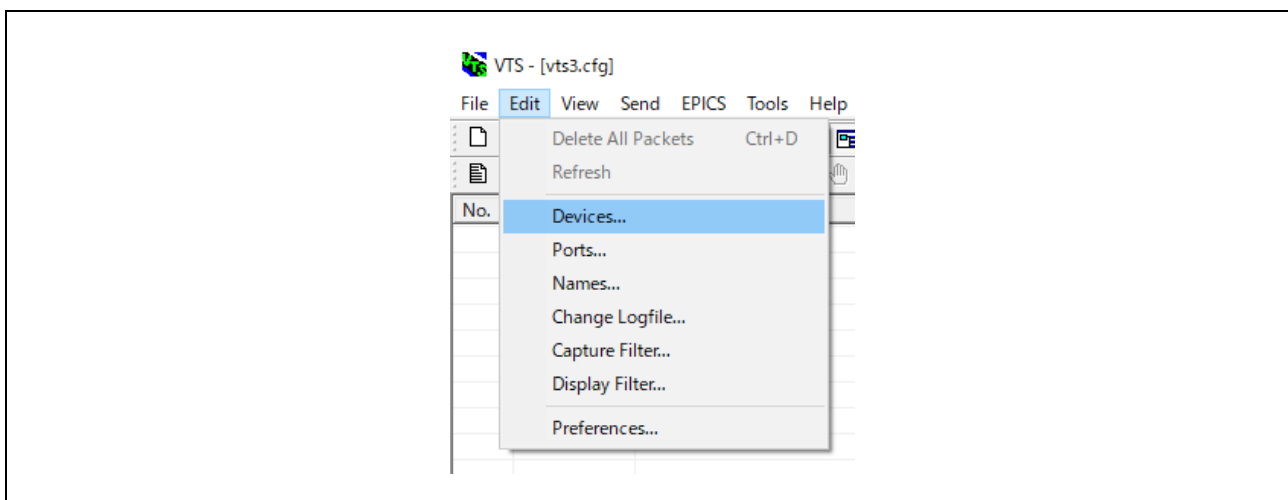 VTS - [vts3.cfg]
File Edit View Send EPICS Tools Help
Delete All Packets Ctrl+D
Refresh
No.
Devices...
Ports...
Names...
Change Logfile...
Capture Filter...
Display Filter...
Preferences...